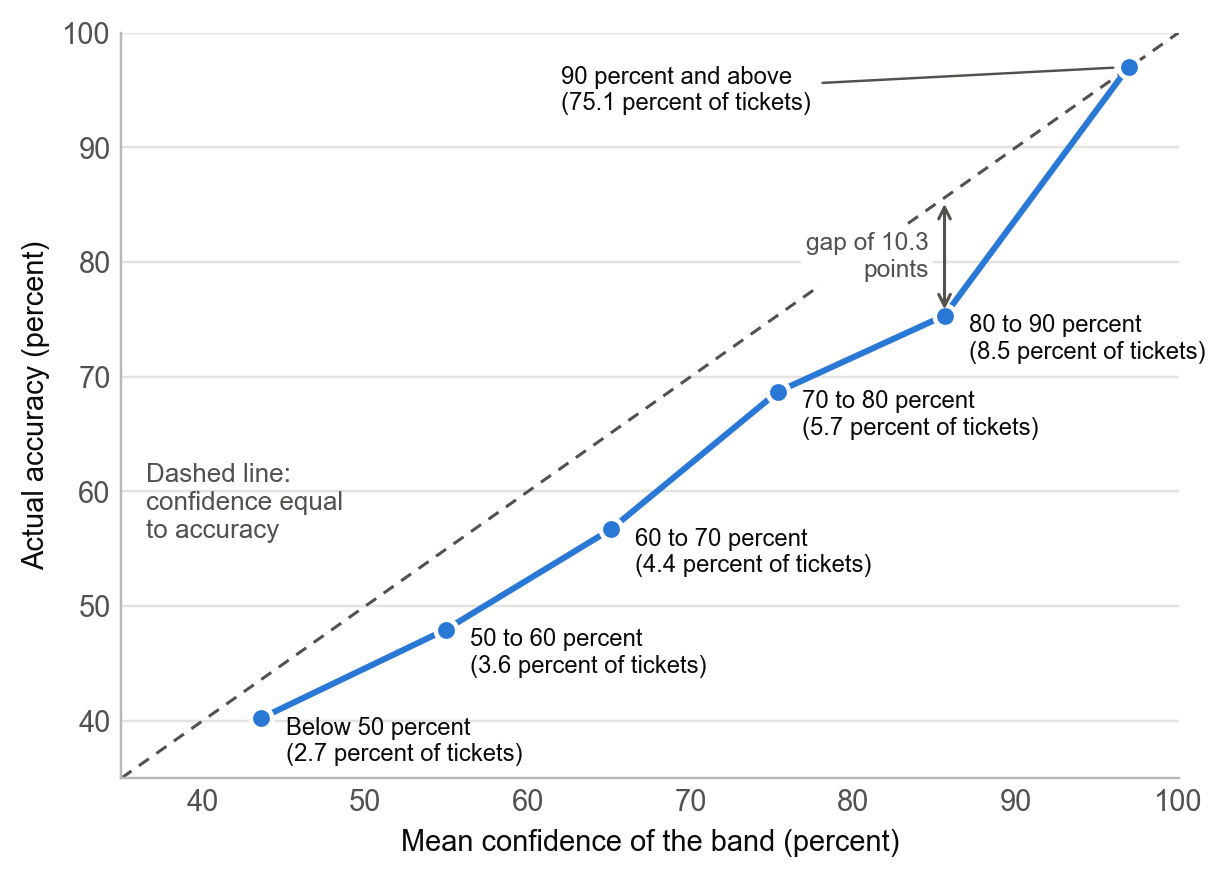 100
90 percent and above
(75.1 percent of tickets)
90
gap of 10.3
points
80
80 to 90 percent
(8.5 percent of tickets)
70
70 to 80 percent
(5.7 percent of tickets)
Dashed line:
confidence equal
to accuracy
60
60 to 70 percent
(4.4 percent of tickets)
50
50 to 60 percent
(3.6 percent of tickets)
40
Below 50 percent
(2.7 percent of tickets)
Actual accuracy (percent)
40 50 60 70 80 90 100
Mean confidence of the band (percent)